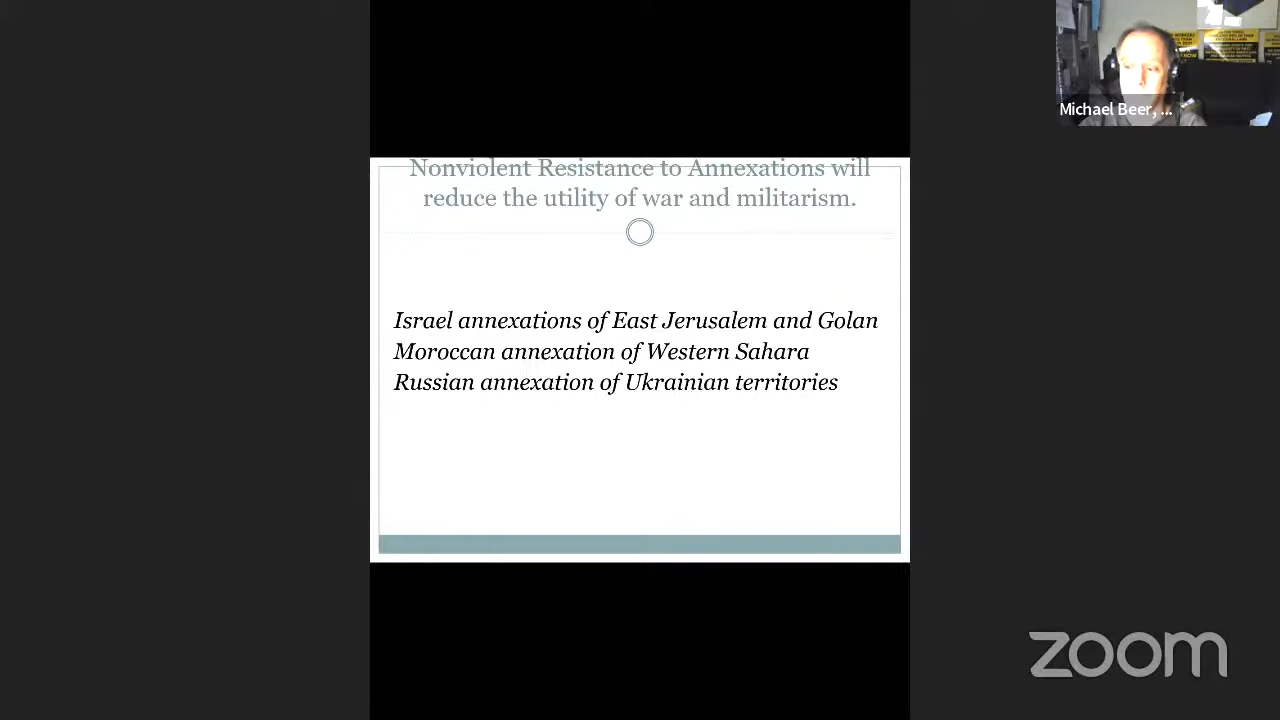 Michael Beer, ...
Nonviolent Resistance to Annexations will
reduce the utility of war and militarism.
Israel annexations of East Jerusalem and Golan
Moroccan annexation of Western Sahara
Russian annexation of Ukrainian territories
zoom